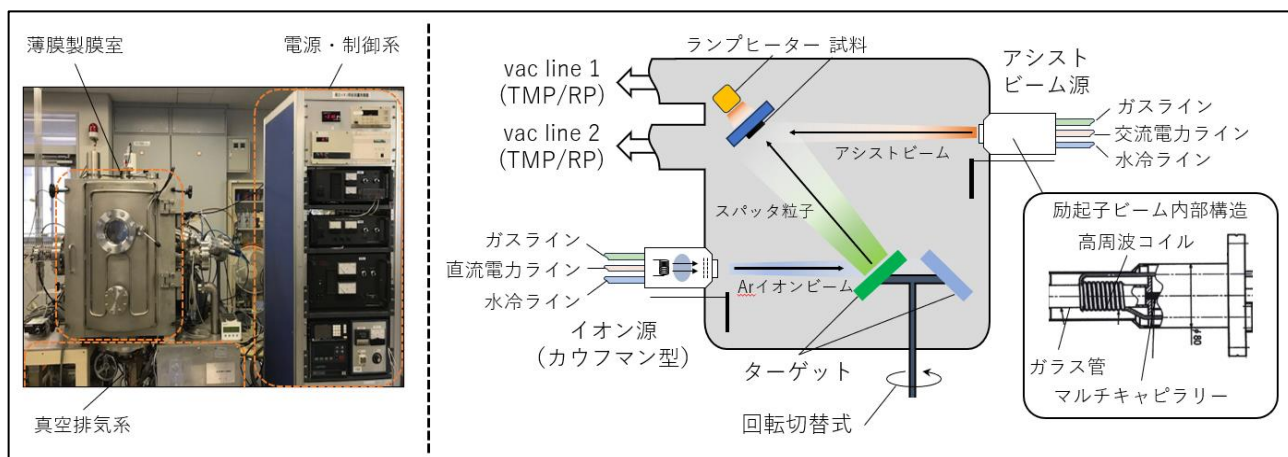 薄膜製膜室
電源・制御系
真空排気系
ランプヒーター 試料
vac line 1
(TMP/RP)
vac line 2
(TMP/RP)
アシスト
ビーム源
ガスライン
交流電力ライン
水冷ライン
アシストビーム
スパッタ粒子
ガスライン
直流電力ライン
水冷ライン
Arイオンビーム
イオン源
(カウフマン型)
ターゲット
回転切替式
励起子ビーム内部構造
高周波コイル
ガラス管
マルチキャピラリー
φ80